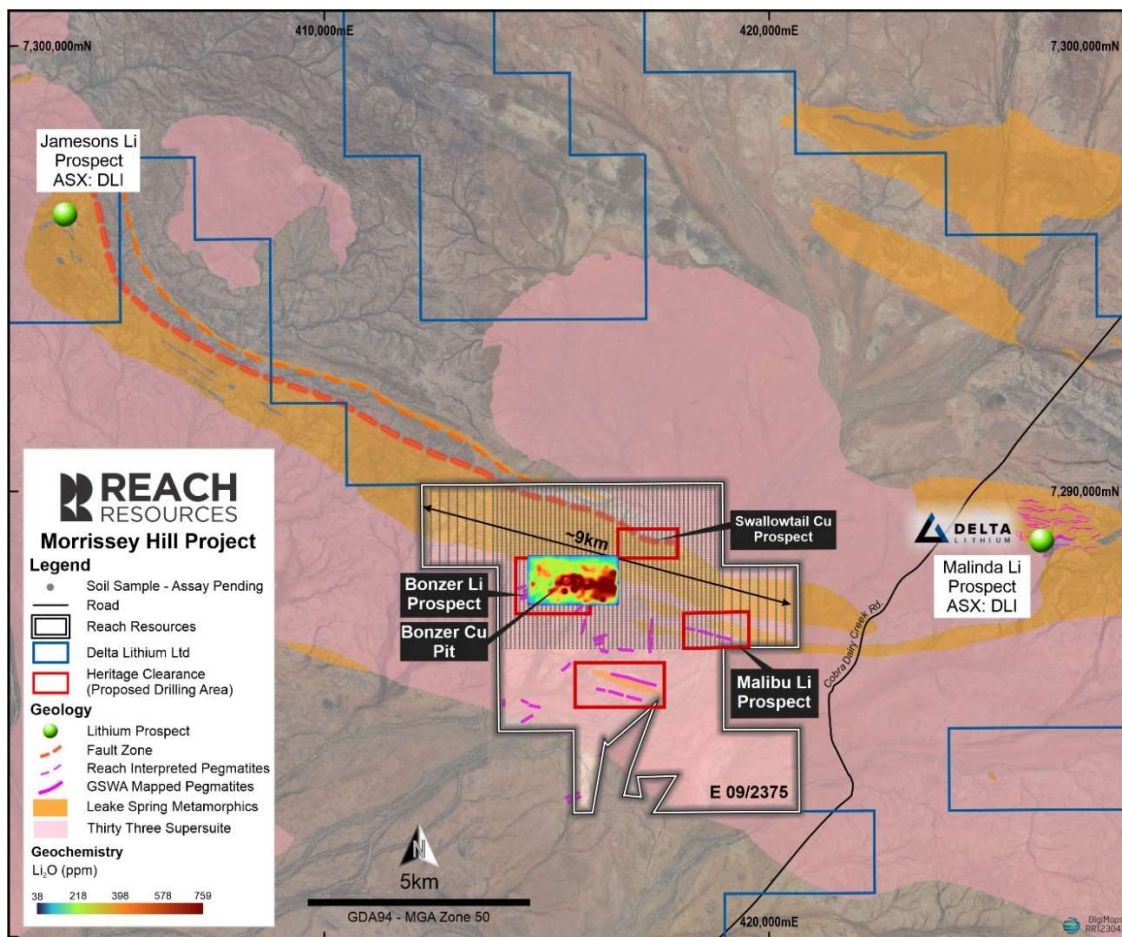 410,000mE
420,000mE
7,300,000mN
7,300,000mN
Jamesons Li
Prospect
ASX: DLI
REACH
RESOURCES
Morrissey Hill Project
Legend
Soil Sample - Assay Pending
Road
Reach Resources
Delta Lithium Ltd
Heritage Clearance
(Proposed Drilling Area)
Geology
Lithium Prospect
Fault Zone
Reach Interpreted Pegmatites
GSWA Mapped Pegmatites
Leake Spring Metamorphics
Thirty Three Supersuite
Geochemistry
Li₂O (ppm)
38 218 398 578 759
~9km
Swallowtail Cu
Prospect
Bonzer Li
Prospect
Bonzer Cu
Pit
Malibu Li
Prospect
E 09/2375
7,290,000mN
DELTA
LITHIUM
Malinda Li
Prospect
ASX: DLI
Cobra Dairy Creek Rd
N
5km
GDA94 - MGA Zone 50
420,000mE
DigiMaps
RR12304